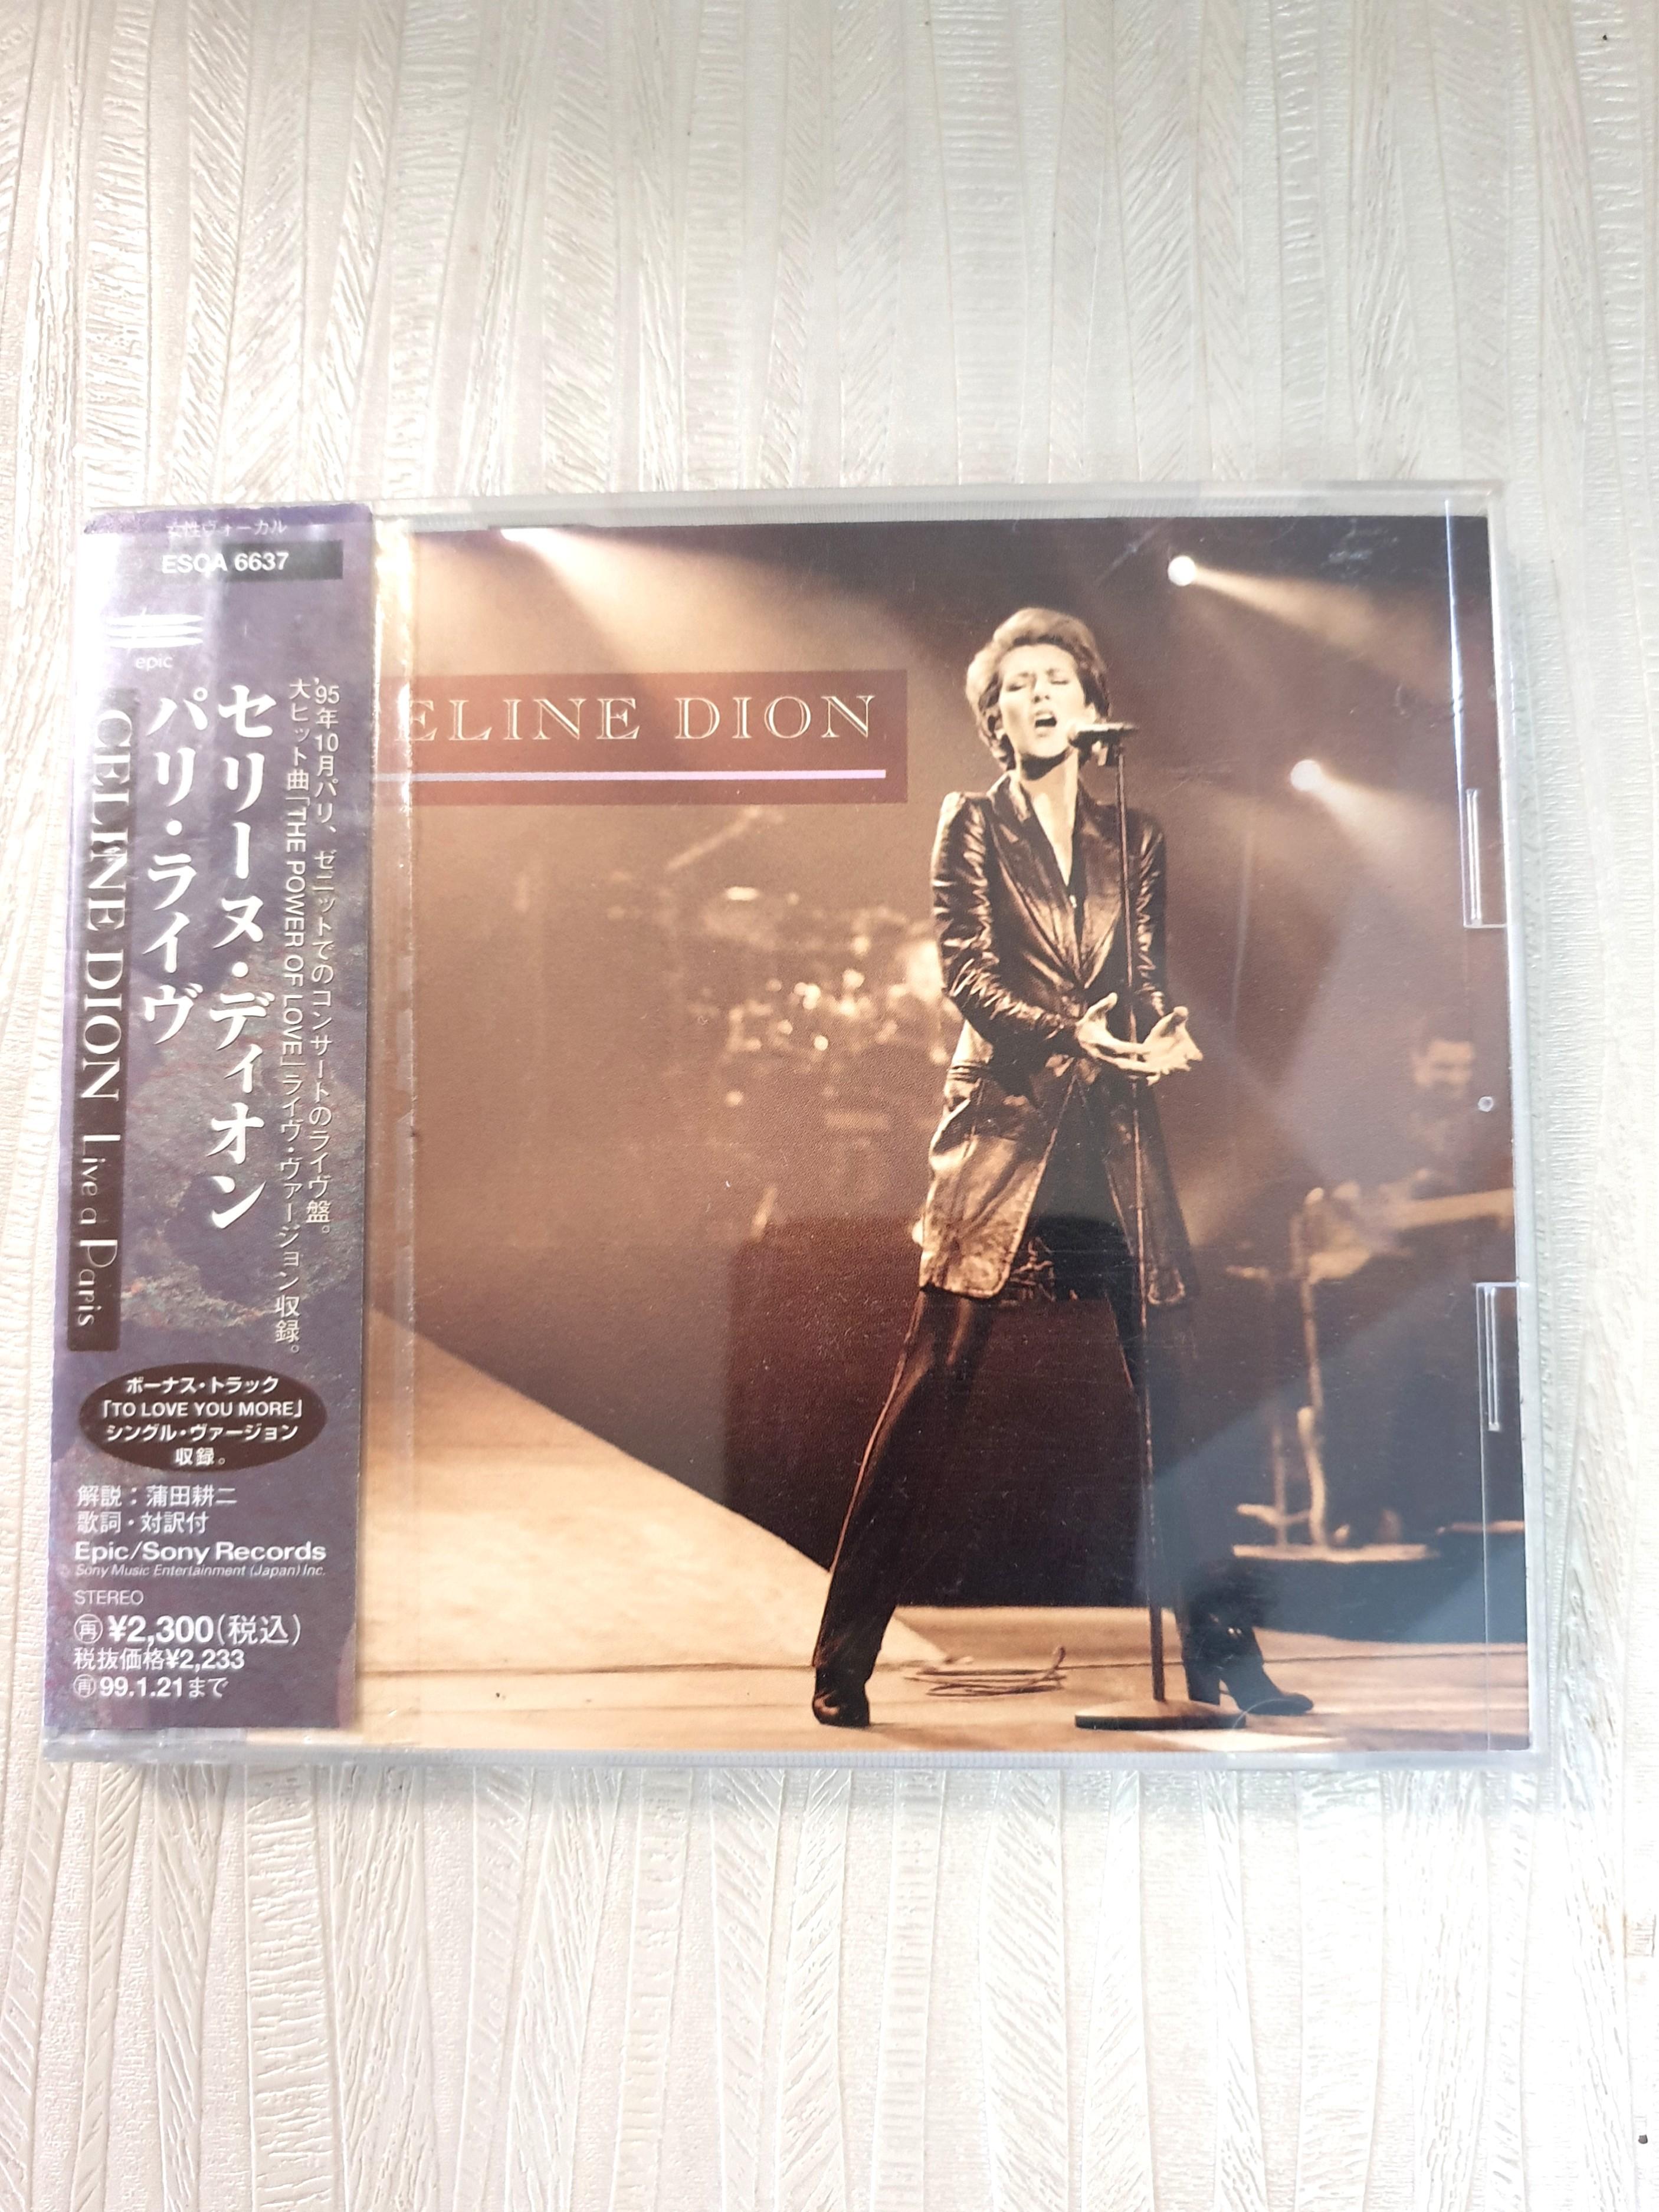 女性ヴォーカル
ESCA 6637
epic
'95年10月パリ、ゼニットでのコンサートのライヴ盤。
大ヒット曲「THE POWER OF LOVE」ライヴ・ヴァージョン収録。
セリーヌ・ディオン
パリ・ライヴ
CELINE DION Live a Paris
ボーナス・トラック
「TO LOVE YOU MORE」
シングル・ヴァージョン
収録。
解説：蒲田耕二
歌詞・対訳付
Epic/Sony Records
Sony Music Entertainment (Japan) Inc.
STEREO
再 ¥2,300(税込)
税抜価格¥2,233
再 99.1.21まで
ELINE DION